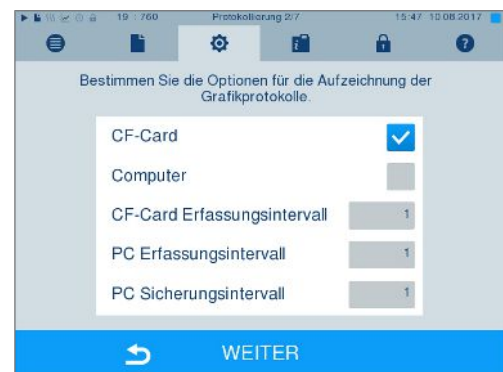 19 : 760 Protokollierung 2/7 15:47 10.08.2017
Bestimmen Sie die Optionen für die Aufzeichnung der
Grafikprotokolle.
CF-Card
Computer
CF-Card Erfassungsintervall 1
PC Erfassungsintervall 1
PC Sicherungsintervall 1
WEITER